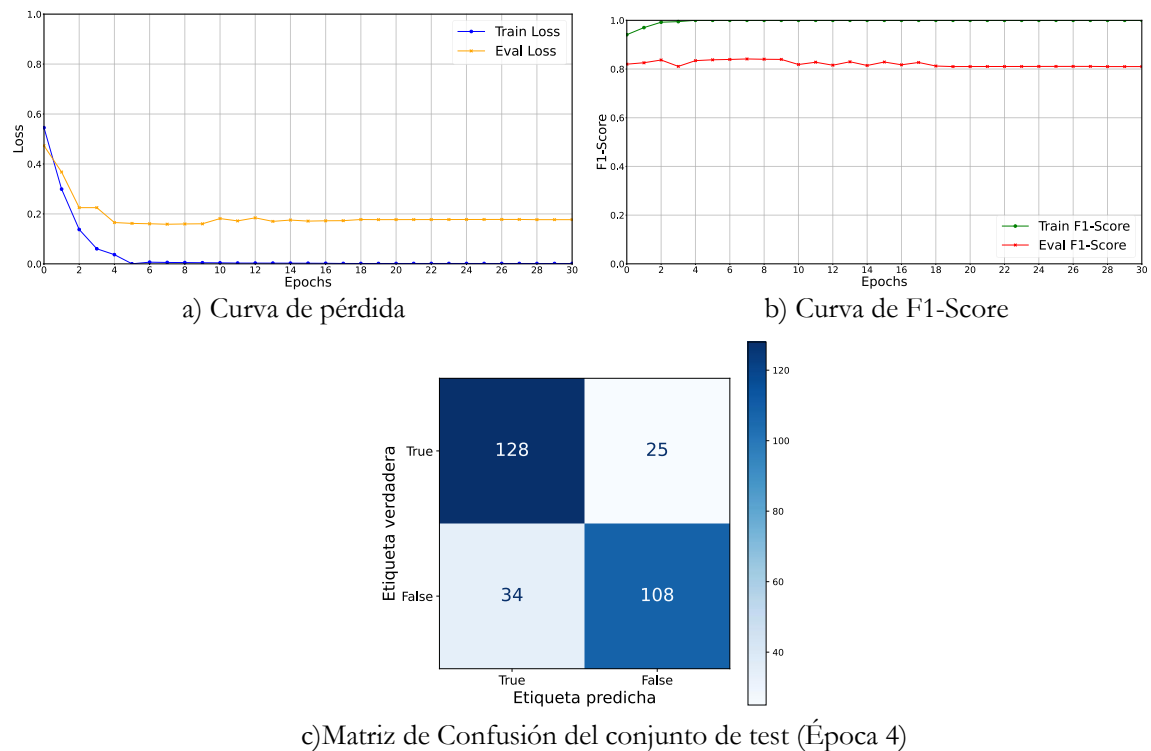 1.0
0.8
0.6
0.4
0.2
0.0
Loss
Train Loss
Eval Loss
0 2 4 6 8 10 12 14 16 18 20 22 24 26 28 30
Epochs
a) Curva de pérdida
1.0
0.8
0.6
0.4
0.2
0.0
F1-Score
Train F1-Score
Eval F1-Score
0 2 4 6 8 10 12 14 16 18 20 22 24 26 28 30
Epochs
b) Curva de F1-Score
Etiqueta verdadera
True 128 25
False 34 108
True False
Etiqueta predicha
120
100
80
60
40
c)Matriz de Confusión del conjunto de test (Época 4)